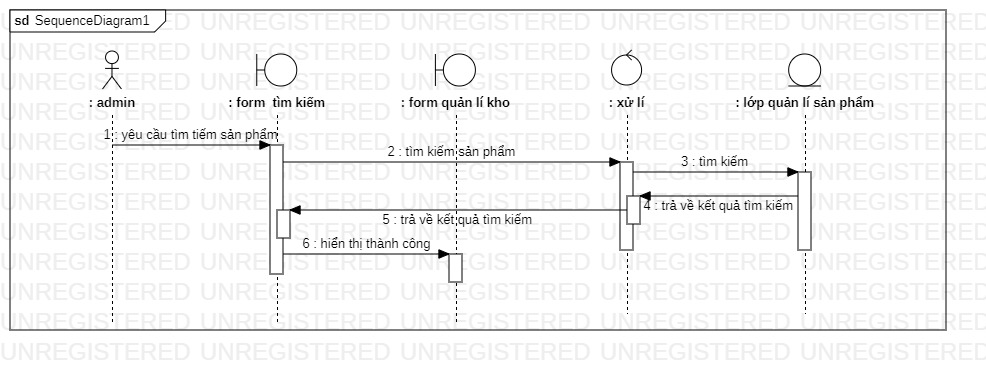 sd SequenceDiagram1
: admin
: form tìm kiếm
: form quản lí kho
: xử lí
: lớp quản lí sản phẩm
1 : yêu cầu tìm tiếm sản phẩm
2 : tìm kiếm sản phẩm
3 : tìm kiếm
4 : trả về kết quả tìm kiếm
5 : trả về kết quả tìm kiếm
6 : hiển thị thành công
UNREGISTERED UNREGISTERED UNREGISTERED UNREGISTERED UNREGISTERED